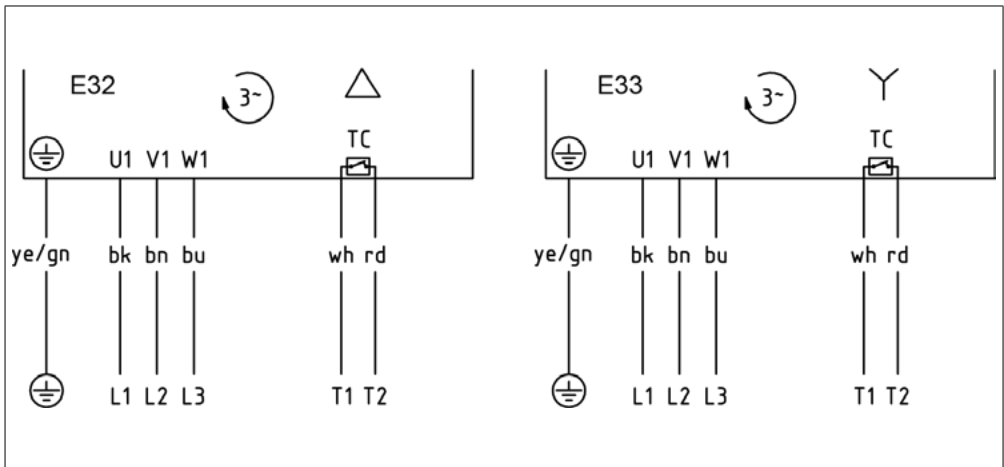 E32 3~ E33 3~
TC TC
U1 V1 W1 U1 V1 W1
ye/gn bk bn bu wh rd ye/gn bk bn bu wh rd
L1 L2 L3 T1 T2 L1 L2 L3 T1 T2